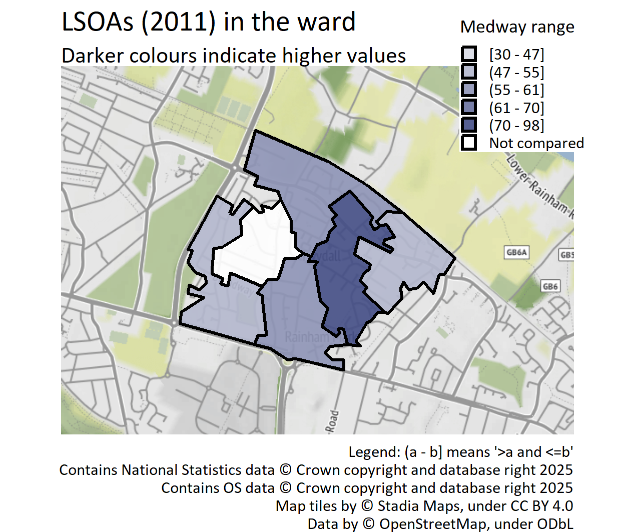 LSOAs (2011) in the ward
Darker colours indicate higher values
Medway range
[30 - 47]
(47 - 55]
(55 - 61]
(61 - 70]
(70 - 98]
Not compared
Lower-Rainham-R
GB6A
GB5
GB6
Rainham
-Road
Legend: (a - b] means '>a and <=b'
Contains National Statistics data © Crown copyright and database right 2025
Contains OS data © Crown copyright and database right 2025
Map tiles by © Stadia Maps, under CC BY 4.0
Data by © OpenStreetMap, under ODbL